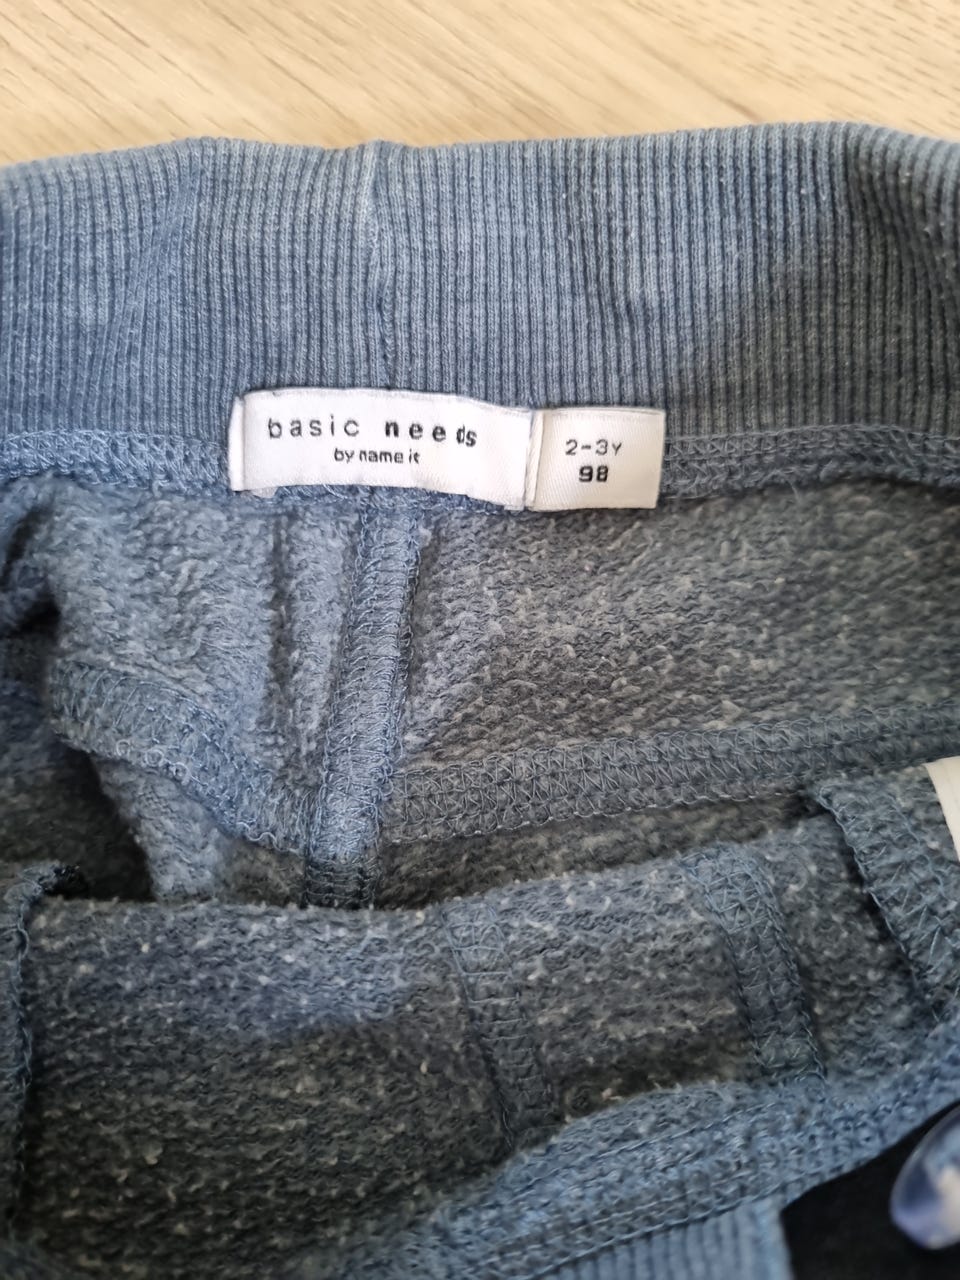 basic needs
by name it
2-3Y
98